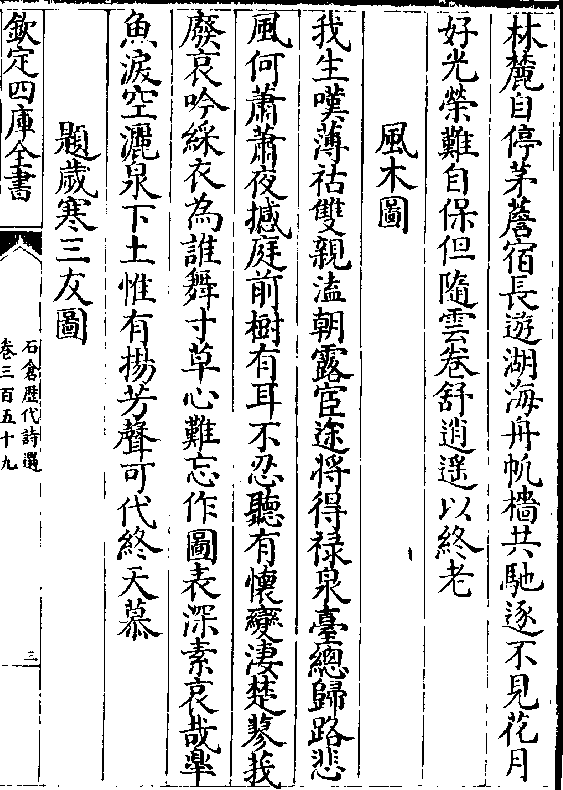 林麓自停茅簷宿長遊湖海舟帆檣共馳逐不見花月
好光榮難自保但隨雲卷舒逍遥以終老
風木圖
我生嘆薄祜雙親溘朝露宦途將得禄泉臺總歸路悲
風何蕭蕭夜撼庭前樹有耳不忍聽有懷變淒楚蓼莪
廢哀吟綵衣為誰舞寸草心難忘作圖表深素哀哉臯
魚淚空灑泉下土惟有揚芳聲可代終天慕
題歲寒三友圖
欽定四庫全書
石倉歴代詩選
卷三百五十九
三